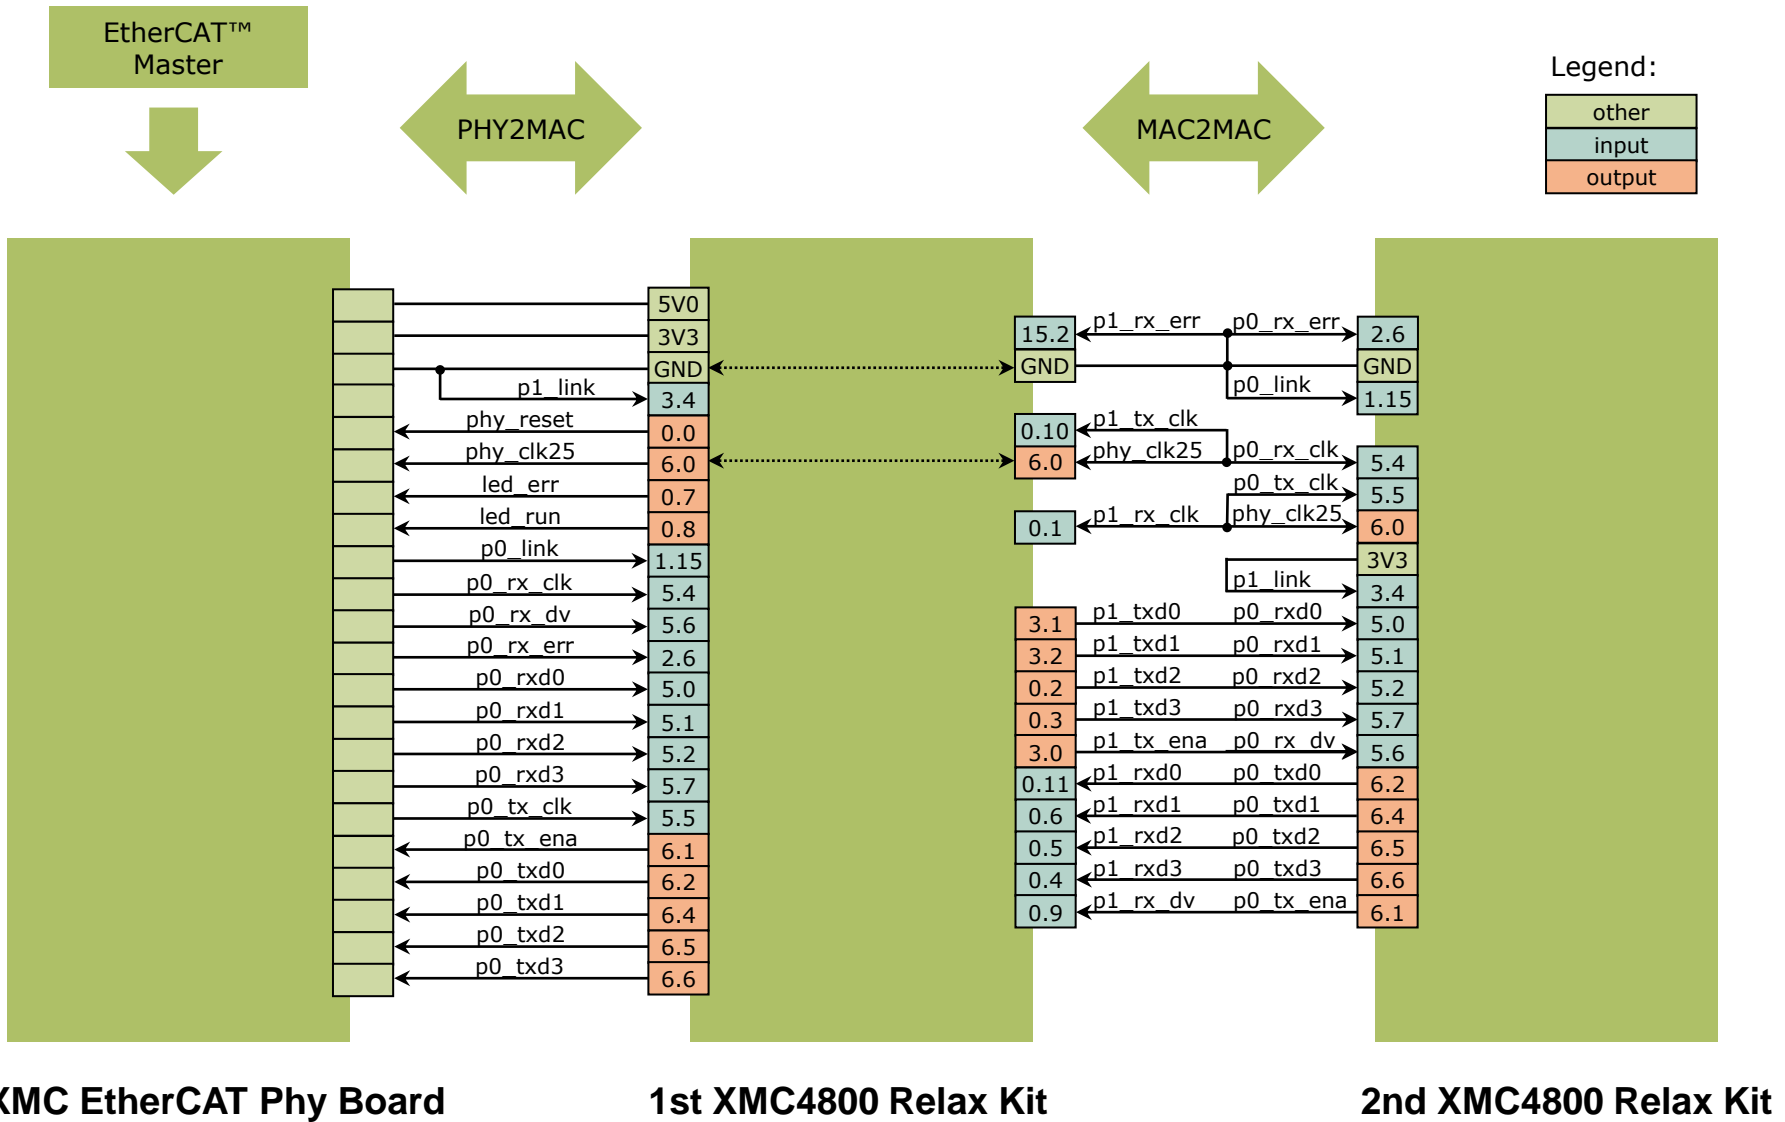 EtherCAT™
Master
PHY2MAC
MAC2MAC
Legend:
other
input
output
5V0
3V3
GND
p1_link
3.4
phy_reset
0.0
phy_clk25
6.0
led_err
0.7
led_run
0.8
p0_link
1.15
p0_rx_clk
5.4
p0_rx_dv
5.6
p0_rx_err
2.6
p0_rxd0
5.0
p0_rxd1
5.1
p0_rxd2
5.2
p0_rxd3
5.7
p0_tx_clk
5.5
p0_tx_ena
6.1
p0_txd0
6.2
p0_txd1
6.4
p0_txd2
6.5
p0_txd3
6.6
15.2 p1_rx_err p0_rx_err 2.6
GND GND
p0_link 1.15
0.10 p1_tx_clk
6.0 phy_clk25 p0_rx_clk 5.4
p0_tx_clk 5.5
0.1 p1_rx_clk phy_clk25 6.0
3V3
p1_link 3.4
3.1 p1_txd0 p0_rxd0 5.0
3.2 p1_txd1 p0_rxd1 5.1
0.2 p1_txd2 p0_rxd2 5.2
0.3 p1_txd3 p0_rxd3 5.7
3.0 p1_tx_ena p0_rx_dv 5.6
0.11 p1_rxd0 p0_txd0 6.2
0.6 p1_rxd1 p0_txd1 6.4
0.5 p1_rxd2 p0_txd2 6.5
0.4 p1_rxd3 p0_txd3 6.6
0.9 p1_rx_dv p0_tx_ena 6.1
XMC EtherCAT Phy Board
1st XMC4800 Relax Kit
2nd XMC4800 Relax Kit